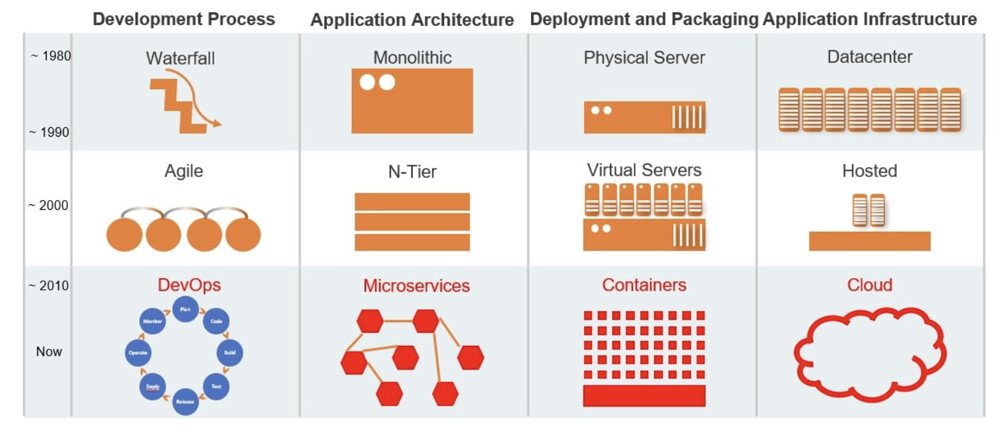 Development Process
Application Architecture
Deployment and Packaging
Application Infrastructure
~ 1980
Waterfall
Monolithic
Physical Server
Datacenter
~ 1990
Agile
N-Tier
Virtual Servers
Hosted
~ 2000
~ 2010
DevOps
Microservices
Containers
Cloud
Plan
Code
Build
Test
Release
Deply
Operate
Monitor
Now